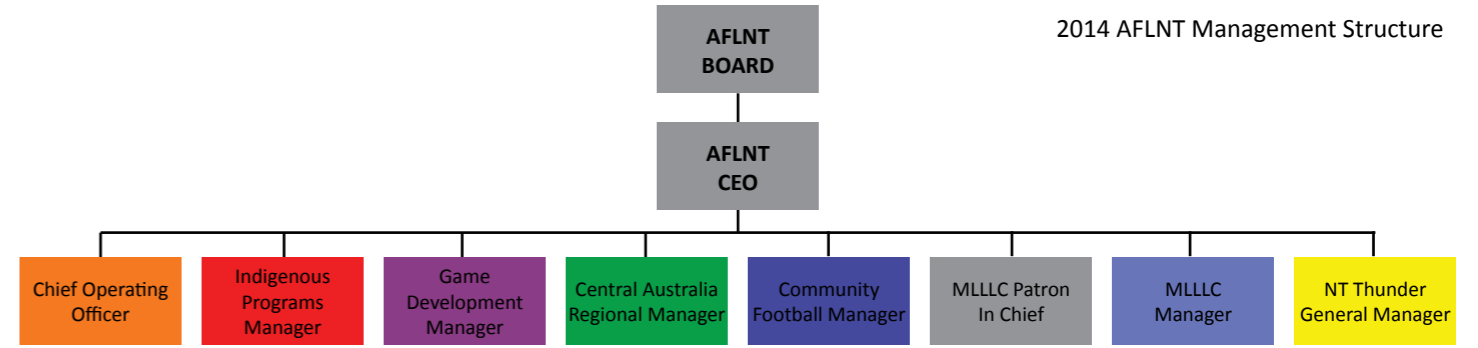 2014 AFLNT Management Structure
AFLNT
BOARD
AFLNT
CEO
Chief Operating
Officer
Indigenous
Programs
Manager
Game
Development
Manager
Central Australia
Regional Manager
Community
Football Manager
MLLLC Patron
In Chief
MLLLC
Manager
NT Thunder
General Manager